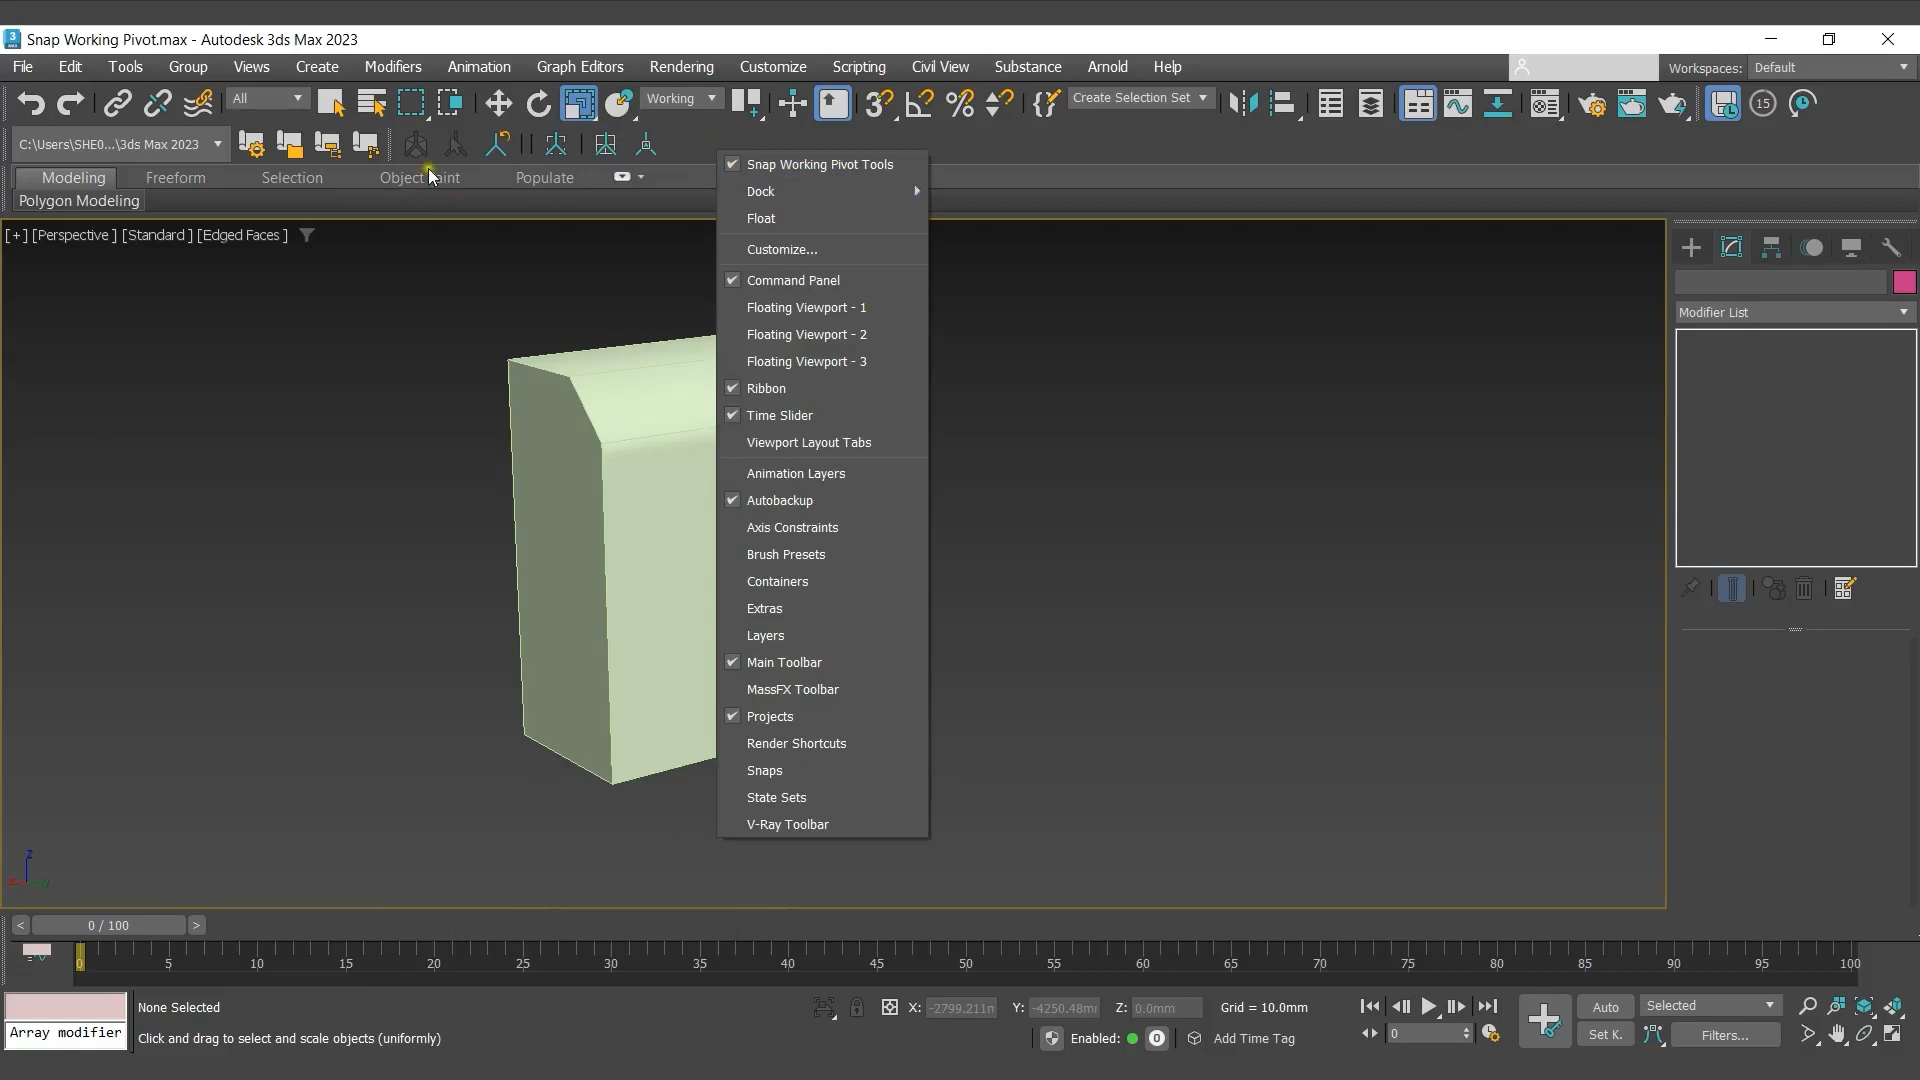 Snap Working Pivot.max - Autodesk 3ds Max 2023
File Edit Tools Group Views Create Modifiers Animation Graph Editors Rendering Customize Scripting Civil View Substance Arnold Help Workspaces: Default
All Working Create Selection Set 15
C:\Users\SHE0...\3ds Max 2023
Modeling Freeform Selection Object Paint Populate
Polygon Modeling
[+] [Perspective] [Standard] [Edged Faces]
Snap Working Pivot Tools
Dock
Float
Customize...
Command Panel
Floating Viewport - 1
Floating Viewport - 2
Floating Viewport - 3
Ribbon
Time Slider
Viewport Layout Tabs
Animation Layers
Autobackup
Axis Constraints
Brush Presets
Containers
Extras
Layers
Main Toolbar
MassFX Toolbar
Projects
Render Shortcuts
Snaps
State Sets
V-Ray Toolbar
Modifier List
z
0 / 100
0 5 10 15 20 25 30 35 40 45 50 55 60 65 70 75 80 85 90 95 100
None Selected X: -2799.211m Y: -4250.48mm Z: 0.0mm Grid = 10.0mm Auto Selected
Array modifier Click and drag to select and scale objects (uniformly) Enabled: 0 Add Time Tag 0 Set K. Filters...